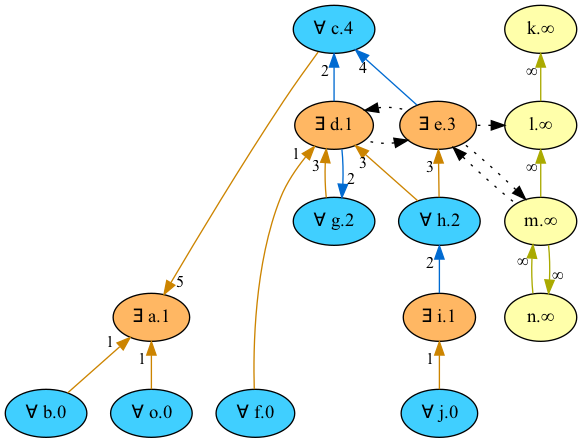 ∀ c.4
k.∞
2
4
∞
∃ d.1
∃ e.3
l.∞
1
3
3
3
∞
2
∀ g.2
∀ h.2
m.∞
5
2
∞
∞
∃ a.1
∃ i.1
n.∞
1
1
1
∀ b.0
∀ o.0
∀ f.0
∀ j.0